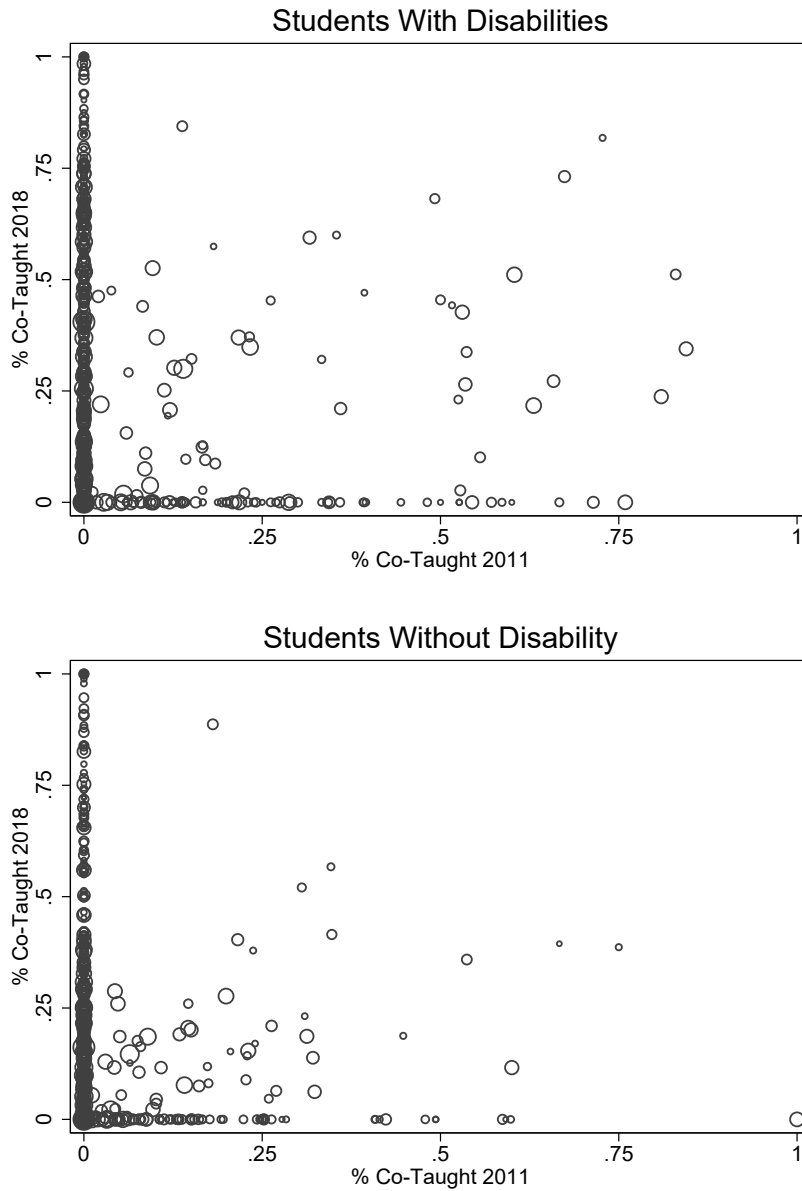 Students With Disabilities
% Co-Taught 2018
1
.75
.5
.25
0
0 .25 .5 .75 1
% Co-Taught 2011
Students Without Disability
% Co-Taught 2018
1
.75
.5
.25
0
0 .25 .5 .75 1
% Co-Taught 2011